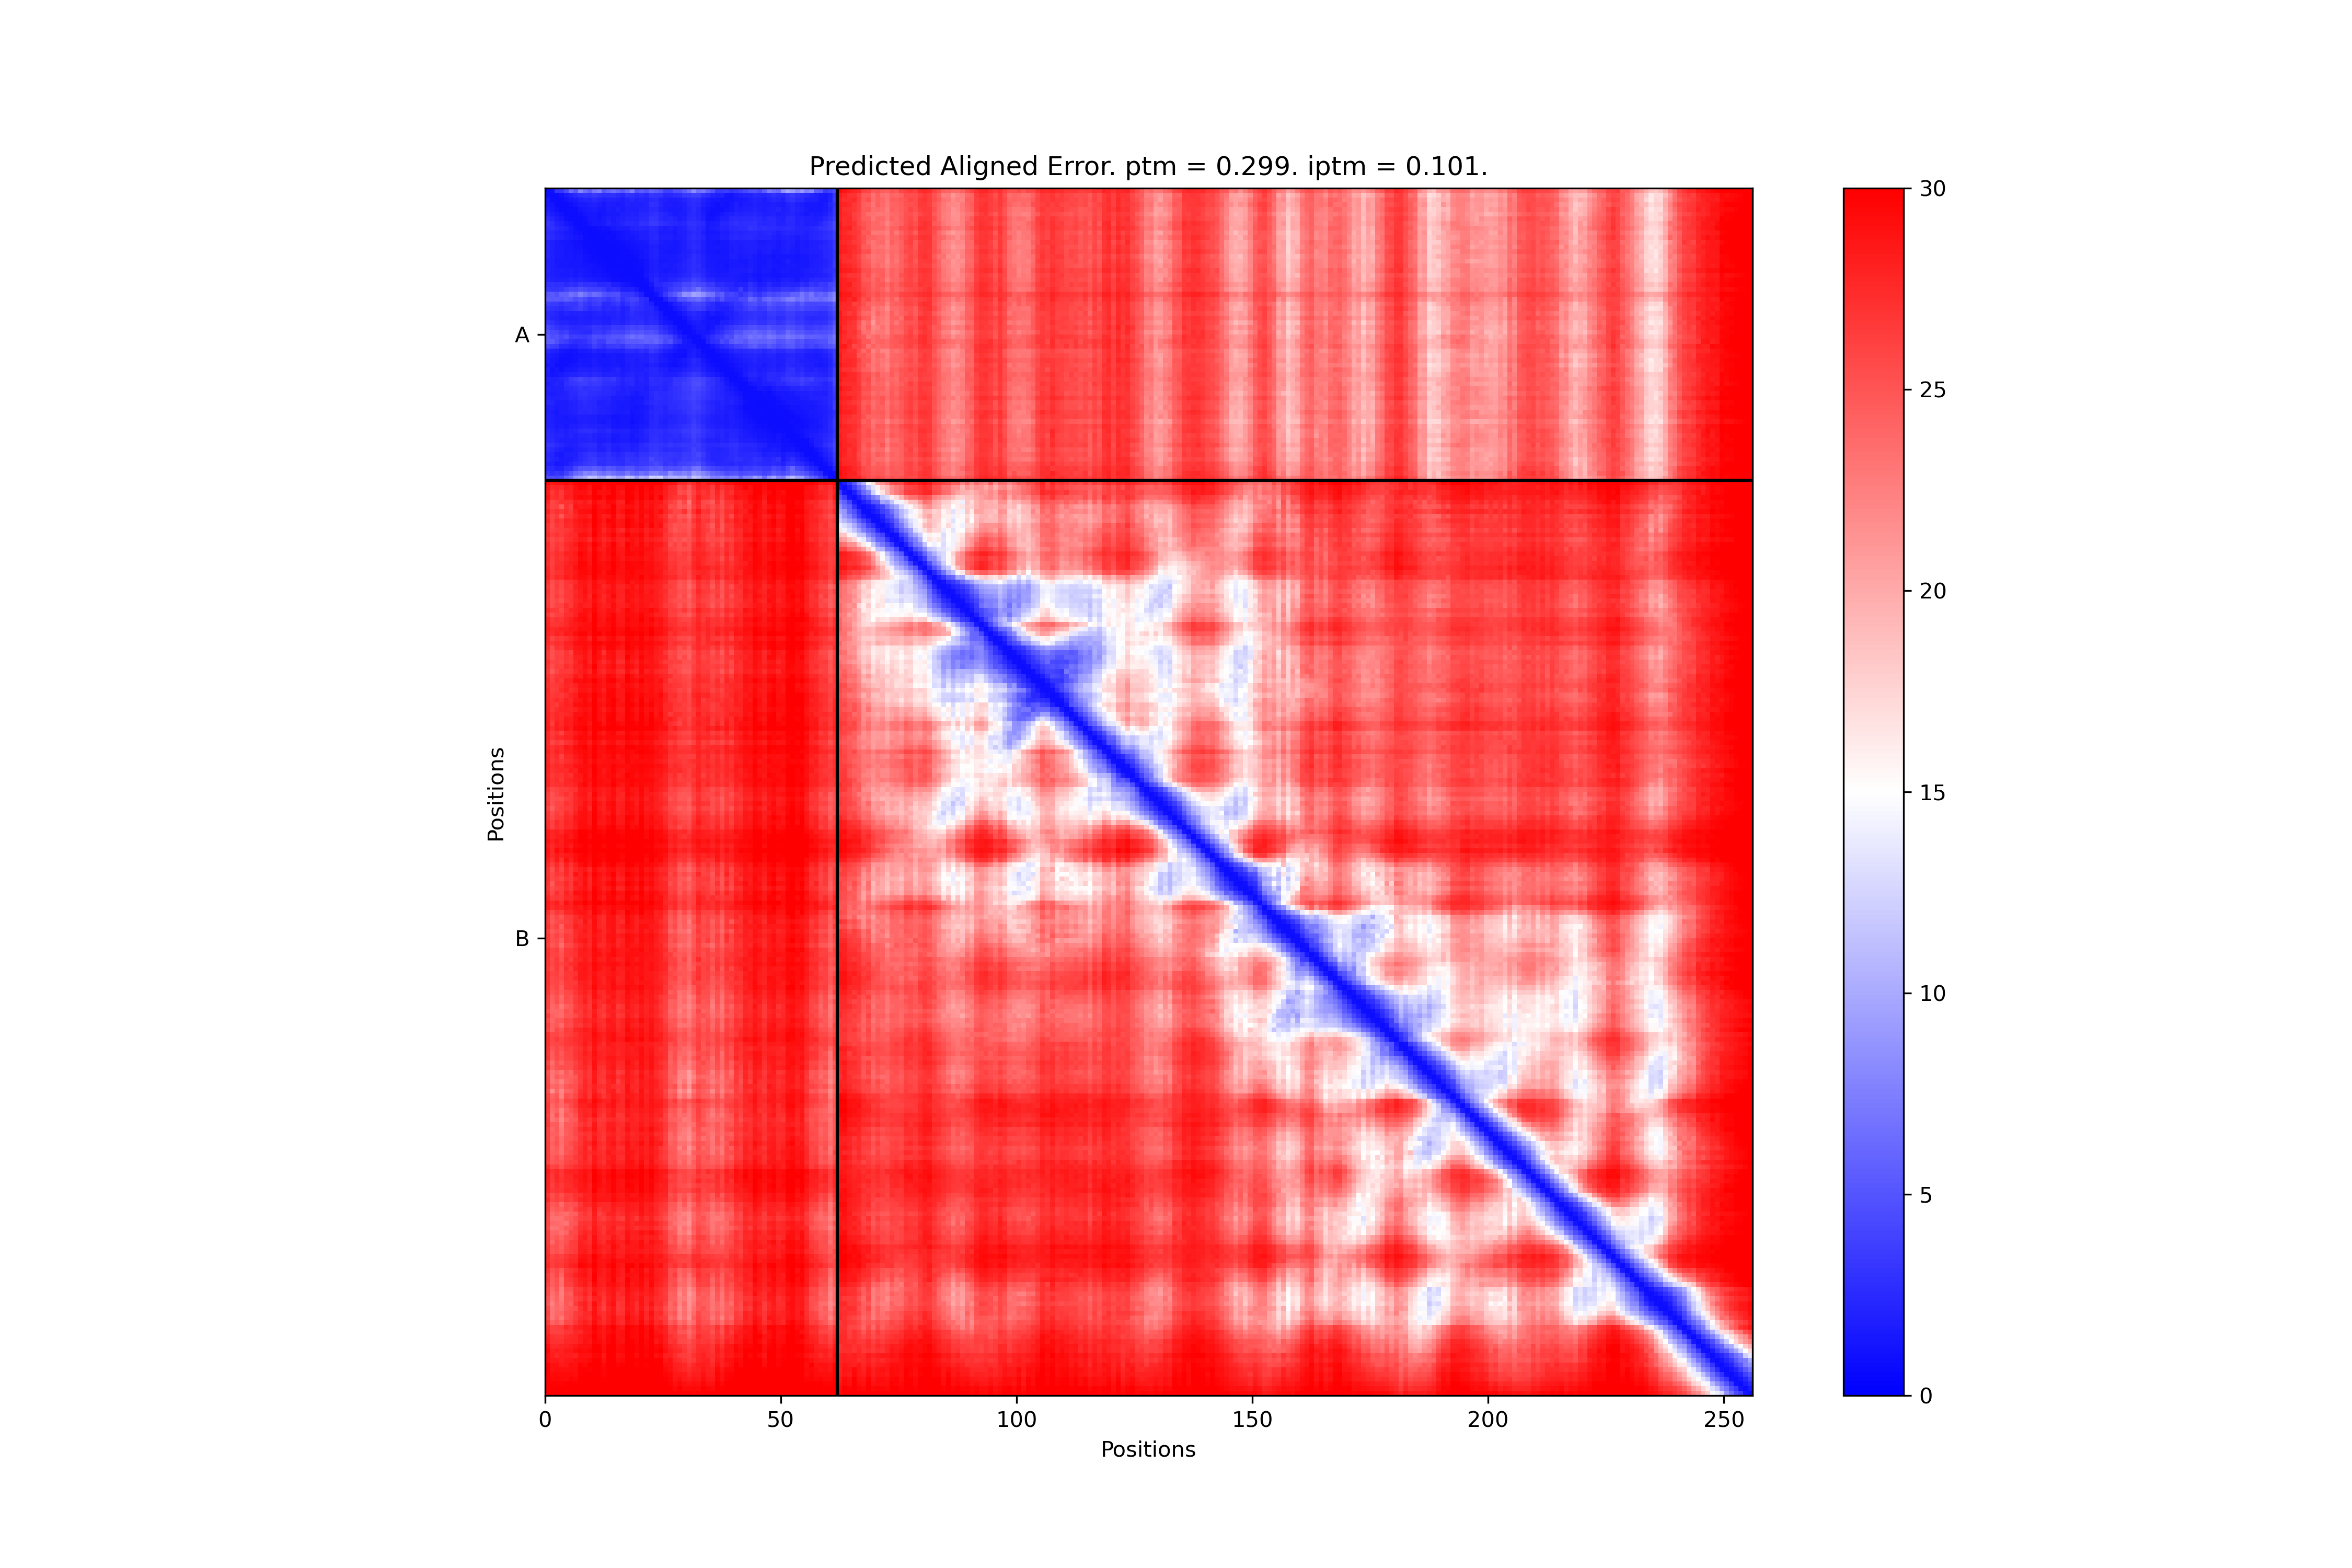 Predicted Aligned Error. ptm = 0.299. iptm = 0.101.
A
B
Positions
0 50 100 150 200 250
Positions
30
25
20
15
10
5
0